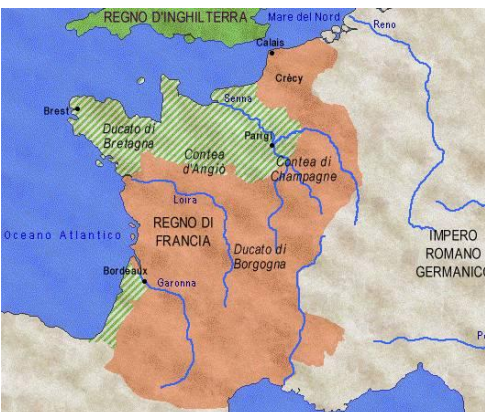 REGNO D'INGHILTERRA
Mare del Nord
Reno
Calais
Crècy
Senna
Brest
Parigi
Ducato di
Bretagna
Contea
d'Angiò
Contea di
Champagne
Loira
REGNO DI
FRANCIA
Oceano Atlantico
Ducato di
Borgogna
IMPERO
ROMANO
GERMANICO
Bordeaux
Garonna